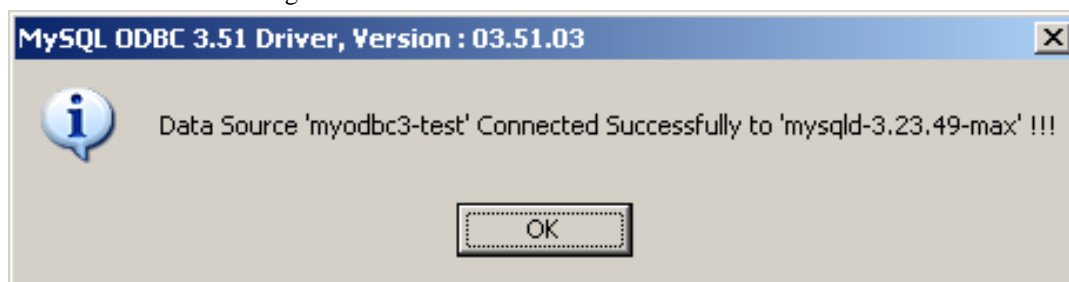 MySQL ODBC 3.51 Driver, Version : 03.51.03
Data Source 'myodbc3-test' Connected Successfully to 'mysqld-3.23.49-max' !!!
OK